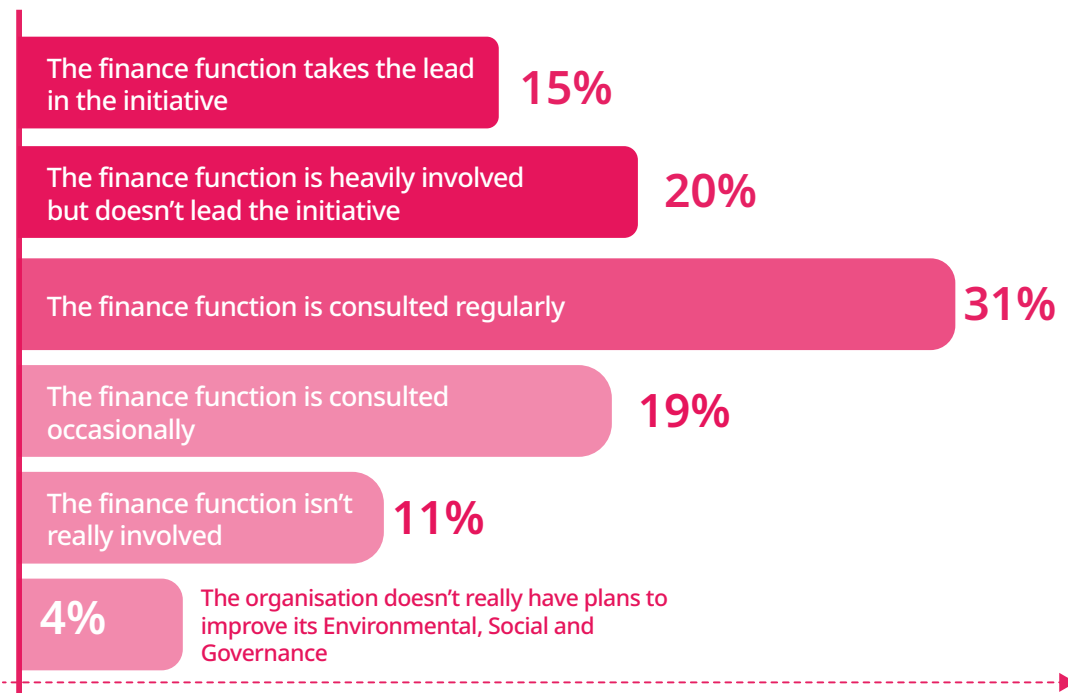 The finance function takes the lead
in the initiative
15%
The finance function is heavily involved
but doesn’t lead the initiative
20%
The finance function is consulted regularly
31%
The finance function is consulted
occasionally
19%
The finance function isn’t
really involved
11%
4%
The organisation doesn’t really have plans to
improve its Environmental, Social and
Governance